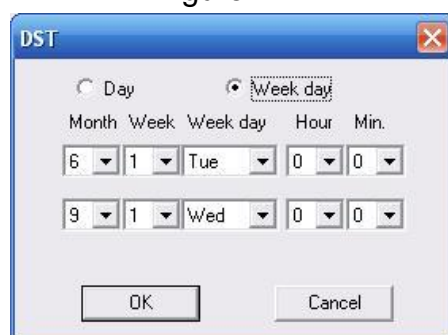 DST
Day Week day
Month Week Week day Hour Min.
6 1 Tue 0 0
9 1 Wed 0 0
OK Cancel